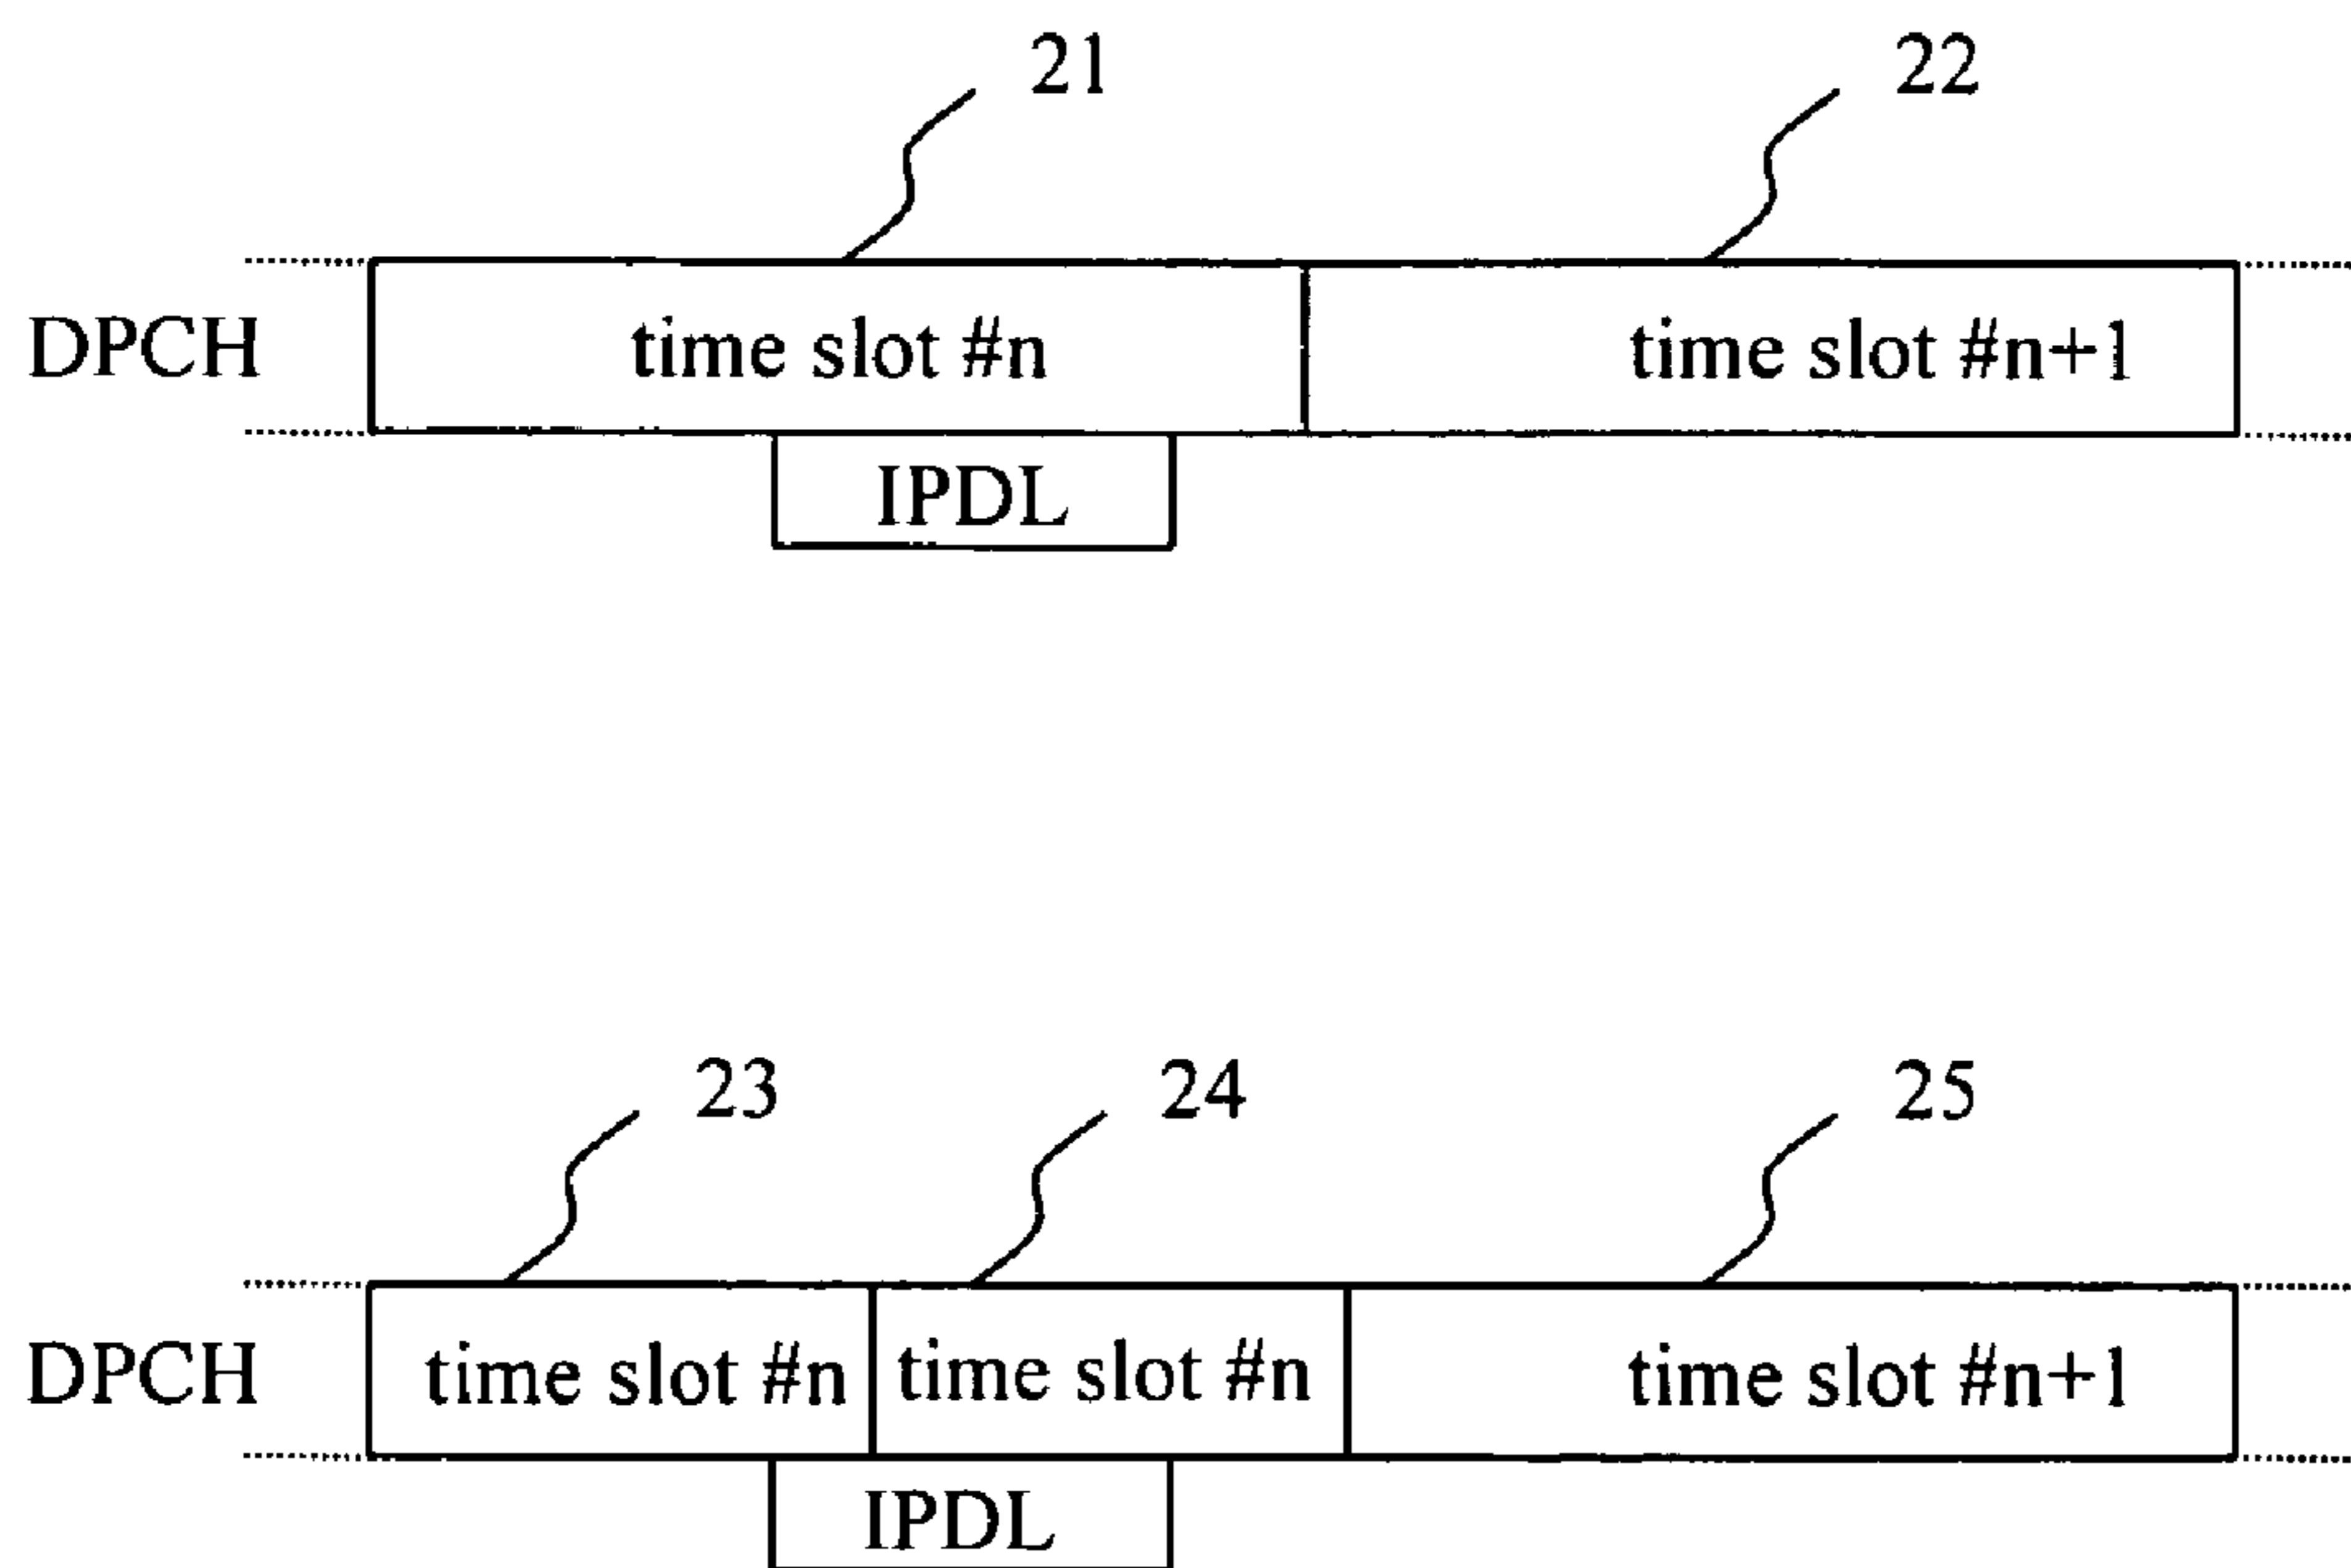 21 22
DPCH time slot #n time slot #n+1
IPDL
23 24 25
DPCH time slot #n time slot #n time slot #n+1
IPDL